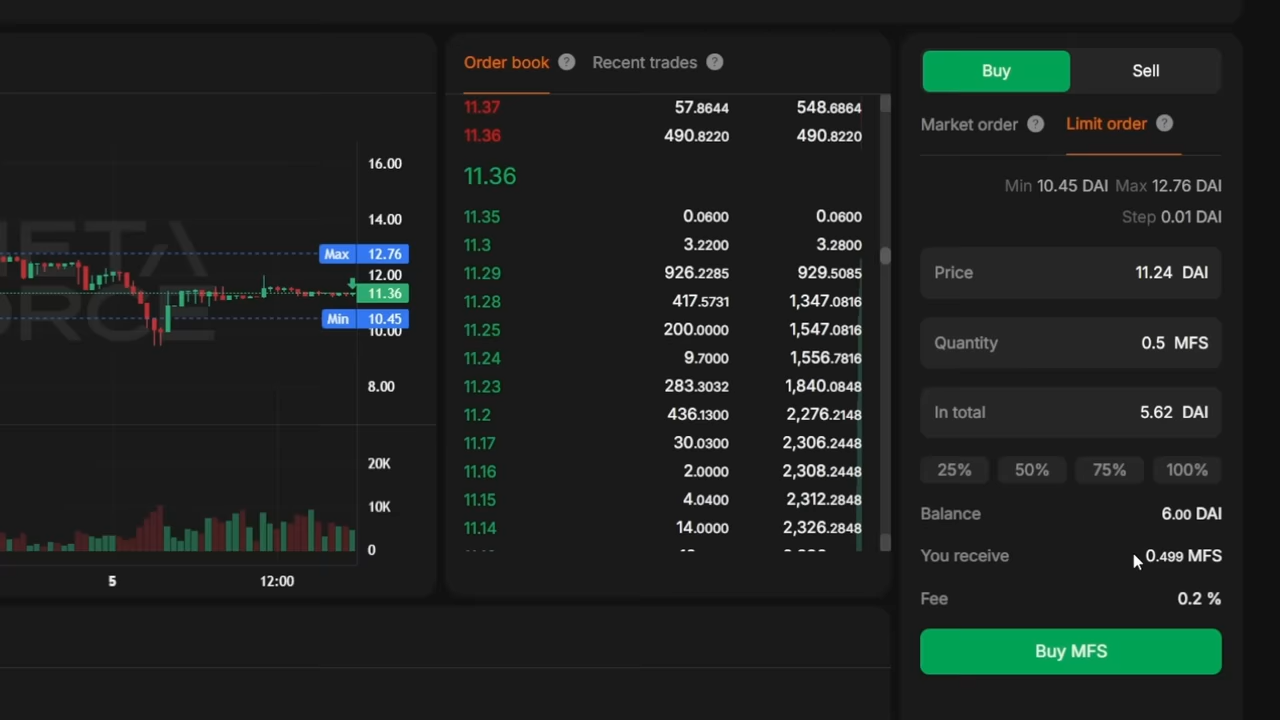 Order book ? Recent trades ?
11.37 57.8644 548.6864
11.36 490.8220 490.8220
11.36
11.35 0.0600 0.0600
11.3 3.2200 3.2800
11.29 926.2285 929.5085
11.28 417.5731 1,347.0816
11.25 200.0000 1,547.0816
11.24 9.7000 1,556.7816
11.23 283.3032 1,840.0848
11.2 436.1300 2,276.2148
11.17 30.0300 2,306.2448
11.16 2.0000 2,308.2448
11.15 4.0400 2,312.2848
11.14 14.0000 2,326.2848
16.00
14.00
Max 12.76
12.00
11.36
Min 10.45
10.00
8.00
20K
10K
0
5 12:00
META
ORCE
Buy Sell
Market order ? Limit order ?
Min 10.45 DAI Max 12.76 DAI
Step 0.01 DAI
Price 11.24 DAI
Quantity 0.5 MFS
In total 5.62 DAI
25% 50% 75% 100%
Balance 6.00 DAI
You receive 0.499 MFS
Fee 0.2 %
Buy MFS